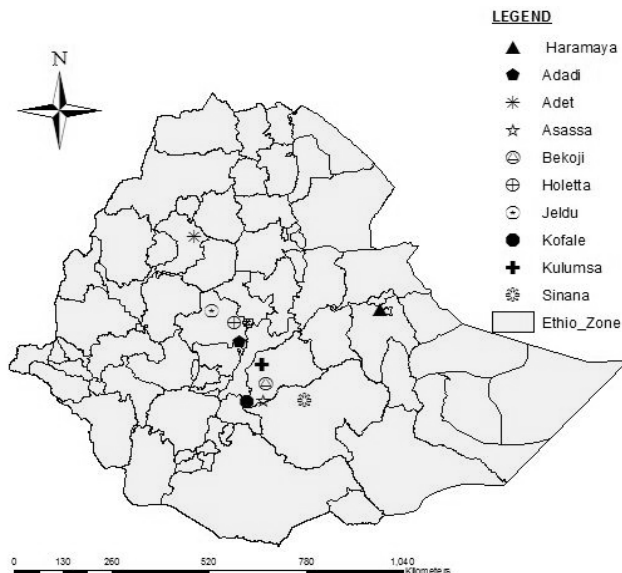 LEGEND
N
Haramaya
Adadi
Adet
Asassa
Bekoji
Holetta
Jeldu
Kofale
Kulumsa
Sinana
Ethio_Zone
0 130 260 520 780 1,040
Kilometers